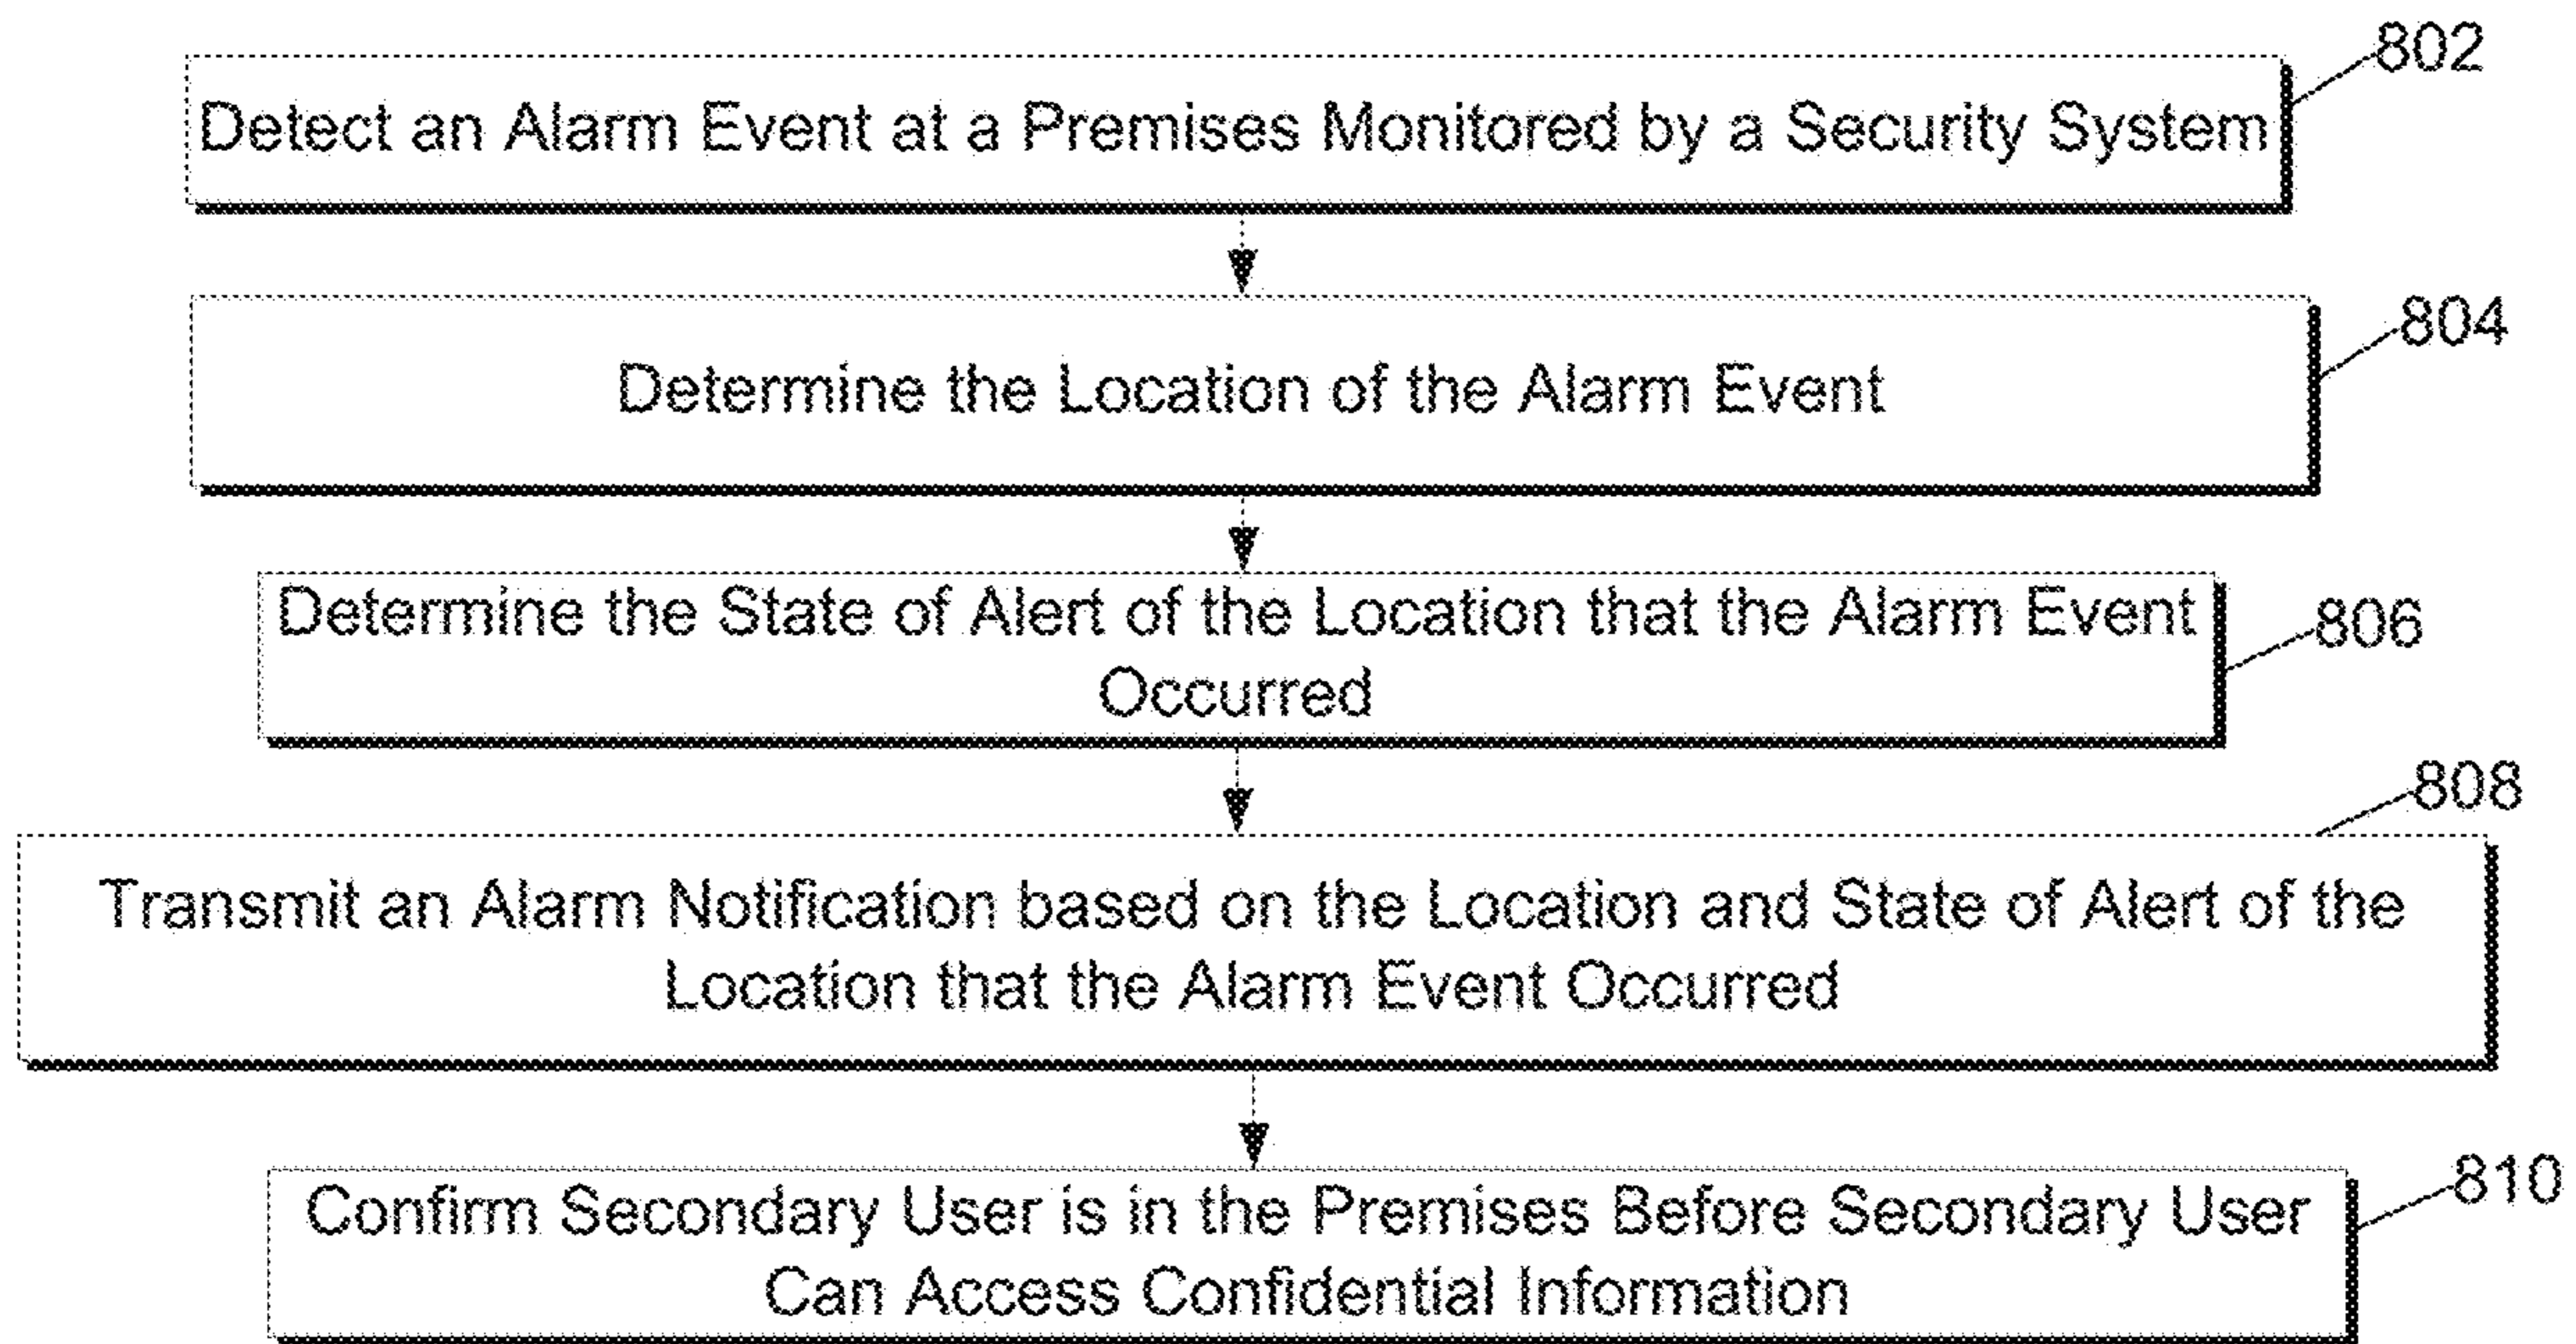 802
Detect an Alarm Event at a Premises Monitored by a Security System
804
Determine the Location of the Alarm Event
806
Determine the State of Alert of the Location that the Alarm Event
Occurred
808
Transmit an Alarm Notification based on the Location and State of Alert of the
Location that the Alarm Event Occurred
810
Confirm Secondary User is in the Premises Before Secondary User
Can Access Confidential Information